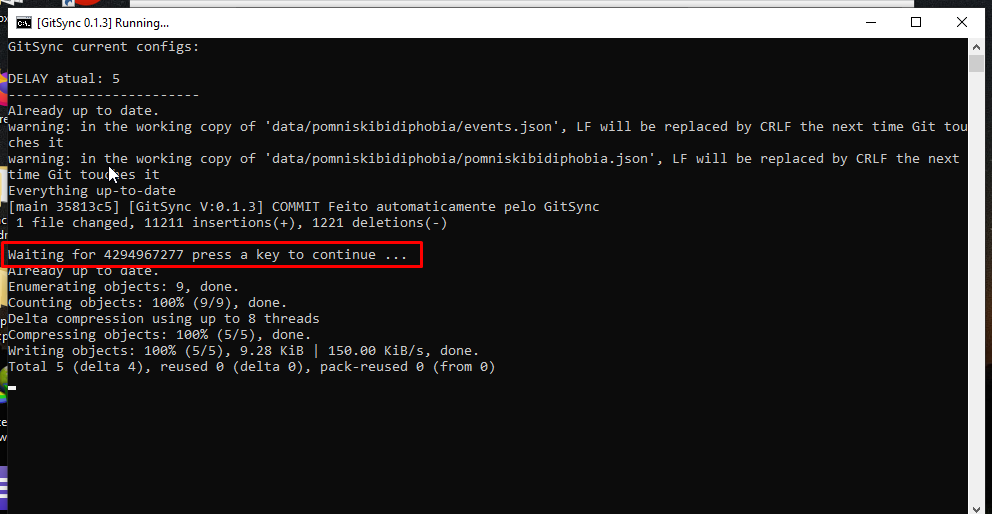 [GitSync 0.1.3] Running...
GitSync current configs:
DELAY atual: 5
------------------------
Already up to date.
warning: in the working copy of 'data/pomniskibidiphobia/events.json', LF will be replaced by CRLF the next time Git tou
ches it
warning: in the working copy of 'data/pomniskibidiphobia/pomniskibidiphobia.json', LF will be replaced by CRLF the next
time Git touches it
Everything up-to-date
[main 35813c5] [GitSync V:0.1.3] COMMIT Feito automaticamente pelo GitSync
1 file changed, 11211 insertions(+), 1221 deletions(-)
Waiting for 4294967277 press a key to continue ...
Already up to date.
Enumerating objects: 9, done.
Counting objects: 100% (9/9), done.
Delta compression using up to 8 threads
Compressing objects: 100% (5/5), done.
Writing objects: 100% (5/5), 9.28 KiB | 150.00 KiB/s, done.
Total 5 (delta 4), reused 0 (delta 0), pack-reused 0 (from 0)